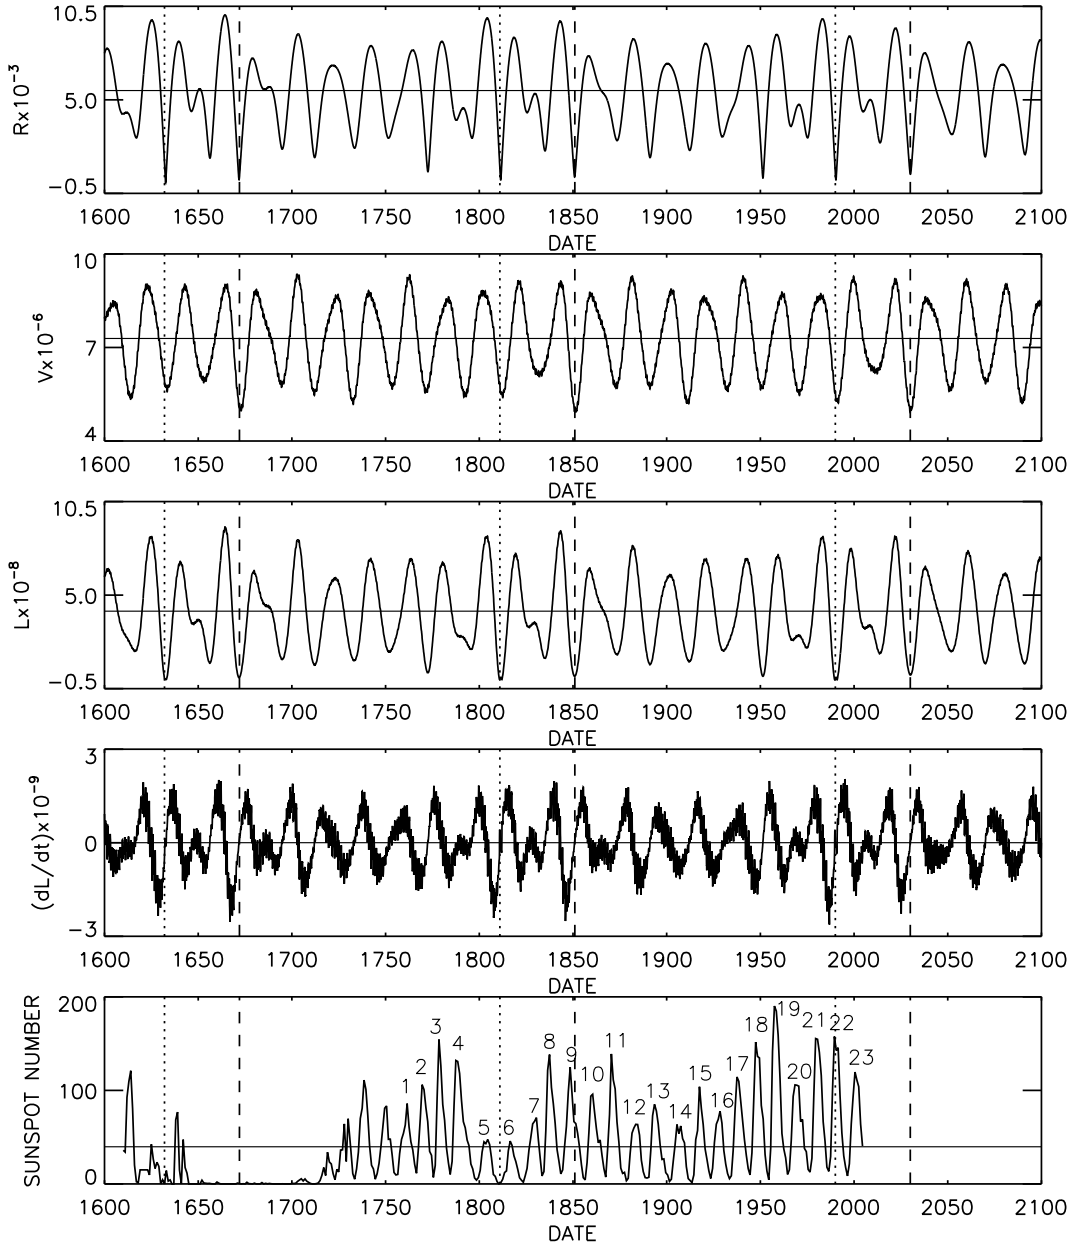 10.5
5.0
−0.5
Rx10⁻³
1600 1650 1700 1750 1800 1850 1900 1950 2000 2050 2100
DATE
10
7
4
Vx10⁻⁶
1600 1650 1700 1750 1800 1850 1900 1950 2000 2050 2100
DATE
10.5
5.0
−0.5
Lx10⁻⁸
1600 1650 1700 1750 1800 1850 1900 1950 2000 2050 2100
DATE
3
0
−3
(dL/dt)x10⁻⁹
1600 1650 1700 1750 1800 1850 1900 1950 2000 2050 2100
DATE
200
100
0
SUNSPOT NUMBER
1 2 3 4 5 6 7 8 9 10 11 12 13 14 15 16 17 18 19 20 21 22 23
1600 1650 1700 1750 1800 1850 1900 1950 2000 2050 2100
DATE